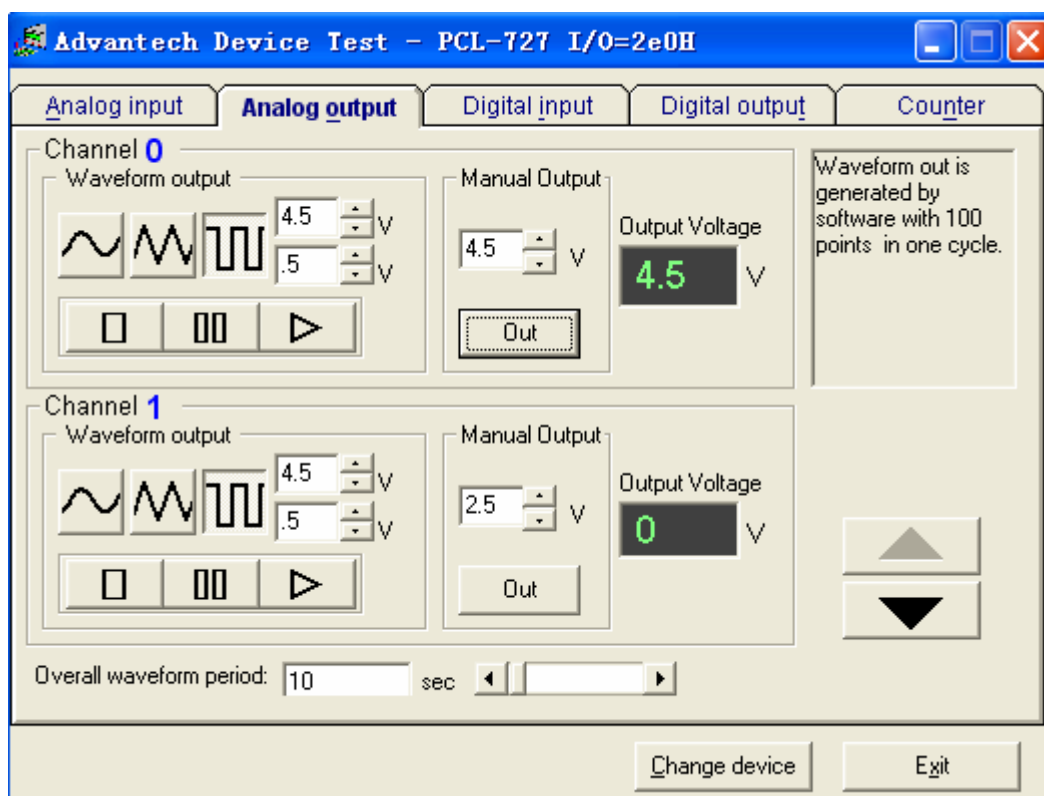 Advantech Device Test - PCL-727 I/O=2e0H
Analog input
Analog output
Digital input
Digital output
Counter
Channel 0
Waveform output
4.5 V
.5 V
Manual Output
4.5 V
Out
Output Voltage
4.5 V
Waveform out is
generated by
software with 100
points in one cycle.
Channel 1
Waveform output
4.5 V
.5 V
Manual Output
2.5 V
Out
Output Voltage
0 V
Overall waveform period: 10 sec
Change device
Exit